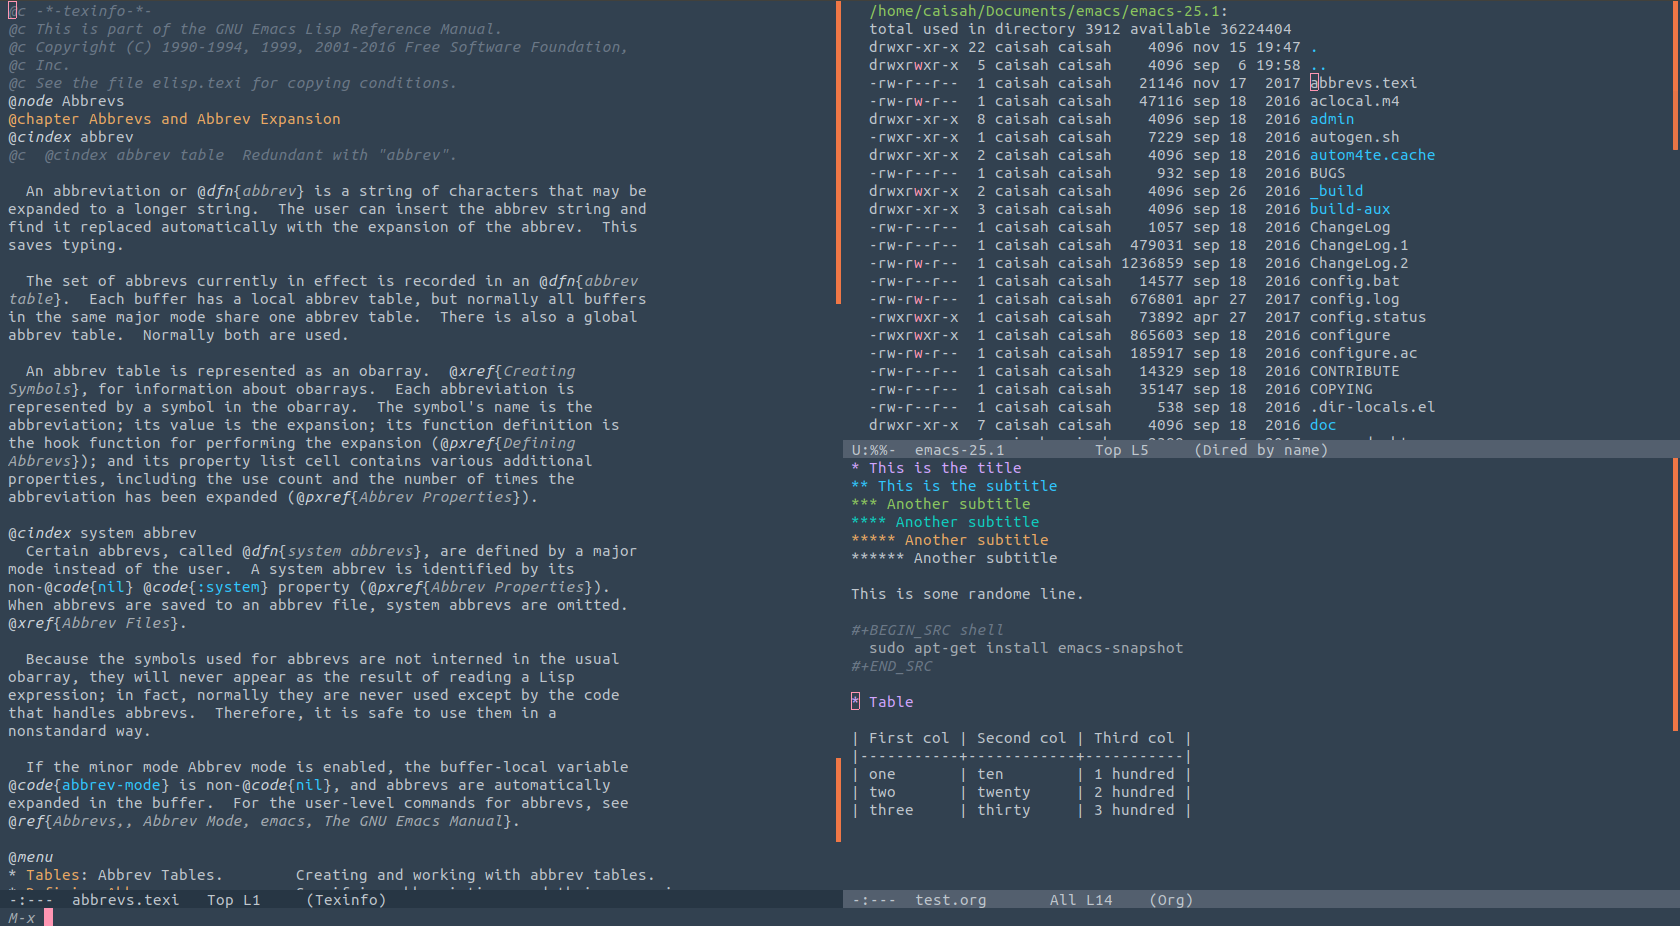 @c -*-texinfo-*-
@c This is part of the GNU Emacs Lisp Reference Manual.
@c Copyright (C) 1990-1994, 1999, 2001-2016 Free Software Foundation,
@c Inc.
@c See the file elisp.texi for copying conditions.
@node Abbrevs
@chapter Abbrevs and Abbrev Expansion
@cindex abbrev
@c  @cindex abbrev table  Redundant with "abbrev".

  An abbreviation or @dfn{abbrev} is a string of characters that may be
expanded to a longer string.  The user can insert the abbrev string and
find it replaced automatically with the expansion of the abbrev.  This
saves typing.

  The set of abbrevs currently in effect is recorded in an @dfn{abbrev
table}.  Each buffer has a local abbrev table, but normally all buffers
in the same major mode share one abbrev table.  There is also a global
abbrev table.  Normally both are used.

  An abbrev table is represented as an obarray.  @xref{Creating
Symbols}, for information about obarrays.  Each abbreviation is
represented by a symbol in the obarray.  The symbol's name is the
abbreviation; its value is the expansion; its function definition is
the hook function for performing the expansion (@pxref{Defining
Abbrevs}); and its property list cell contains various additional
properties, including the use count and the number of times the
abbreviation has been expanded (@pxref{Abbrev Properties}).

@cindex system abbrev
  Certain abbrevs, called @dfn{system abbrevs}, are defined by a major
mode instead of the user.  A system abbrev is identified by its
non-@code{nil} @code{:system} property (@pxref{Abbrev Properties}).
When abbrevs are saved to an abbrev file, system abbrevs are omitted.
@xref{Abbrev Files}.

  Because the symbols used for abbrevs are not interned in the usual
obarray, they will never appear as the result of reading a Lisp
expression; in fact, normally they are never used except by the code
that handles abbrevs.  Therefore, it is safe to use them in a
nonstandard way.

  If the minor mode Abbrev mode is enabled, the buffer-local variable
@code{abbrev-mode} is non-@code{nil}, and abbrevs are automatically
expanded in the buffer.  For the user-level commands for abbrevs, see
@ref{Abbrevs,, Abbrev Mode, emacs, The GNU Emacs Manual}.

@menu
* Tables: Abbrev Tables.        Creating and working with abbrev tables.
-:---  abbrevs.texi   Top L1     (Texinfo)
M-x
/home/caisah/Documents/emacs/emacs-25.1:
total used in directory 3912 available 36224404
drwxr-xr-x 22 caisah caisah    4096 nov 15 19:47 .
drwxrwxr-x  5 caisah caisah    4096 sep  6 19:58 ..
-rw-r--r--  1 caisah caisah   21146 nov 17  2017 abbrevs.texi
-rw-rw-r--  1 caisah caisah   47116 sep 18  2016 aclocal.m4
drwxr-xr-x  8 caisah caisah    4096 sep 18  2016 admin
-rwxr-xr-x  1 caisah caisah    7229 sep 18  2016 autogen.sh
drwxr-xr-x  2 caisah caisah    4096 sep 18  2016 autom4te.cache
-rw-r--r--  1 caisah caisah     932 sep 18  2016 BUGS
drwxrwxr-x  2 caisah caisah    4096 sep 26  2016 _build
drwxr-xr-x  3 caisah caisah    4096 sep 18  2016 build-aux
-rw-r--r--  1 caisah caisah    1057 sep 18  2016 ChangeLog
-rw-r--r--  1 caisah caisah  479031 sep 18  2016 ChangeLog.1
-rw-rw-r--  1 caisah caisah 1236859 sep 18  2016 ChangeLog.2
-rw-r--r--  1 caisah caisah   14577 sep 18  2016 config.bat
-rw-rw-r--  1 caisah caisah  676801 apr 27  2017 config.log
-rwxrwxr-x  1 caisah caisah   73892 apr 27  2017 config.status
-rwxrwxr-x  1 caisah caisah  865603 sep 18  2016 configure
-rw-rw-r--  1 caisah caisah  185917 sep 18  2016 configure.ac
-rw-r--r--  1 caisah caisah   14329 sep 18  2016 CONTRIBUTE
-rw-r--r--  1 caisah caisah   35147 sep 18  2016 COPYING
-rw-r--r--  1 caisah caisah     538 sep 18  2016 .dir-locals.el
drwxr-xr-x  7 caisah caisah    4096 sep 18  2016 doc
U:%%-  emacs-25.1          Top L5     (Dired by name)
* This is the title
** This is the subtitle
*** Another subtitle
**** Another subtitle
***** Another subtitle
****** Another subtitle

This is some randome line.

#+BEGIN_SRC shell
  sudo apt-get install emacs-snapshot
#+END_SRC

* Table

| First col | Second col | Third col |
|-----------+------------+-----------|
| one       | ten        | 1 hundred |
| two       | twenty     | 2 hundred |
| three     | thirty     | 3 hundred |
-:---  test.org       All L14    (Org)